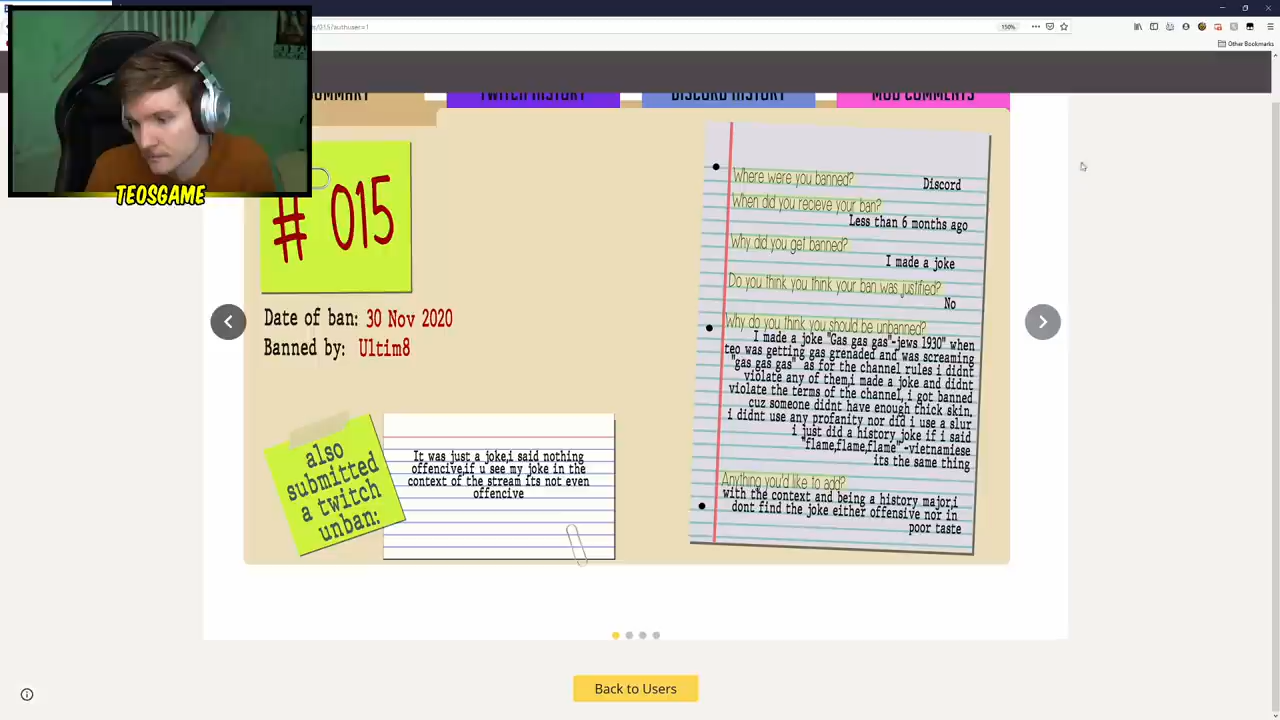 015/authuser=1
150%
Other Bookmarks
TWITCH HISTORY
DISCORD HISTORY
MOD COMMENTS
TEOSGAME
# 015
Date of ban: 30 Nov 2020
Banned by: Ultim8
also
submitted
a twitch
unban:
It was just a joke,i said nothing
offencive,if u see my joke in the
context of the stream its not even
offencive
Where were you banned?
Discord
When did you recieve your ban?
Less than 6 months ago
Why did you get banned?
I made a joke
Do you think you think your ban was justified?
No
Why do you think you should be unbanned?
I made a joke "Gas gas gas"-jews 1930" when
teo was getting gas grenaded and was screaming
"gas gas gas" as for the channel rules i didnt
violate any of them,i made a joke and didnt
violate the terms of the channel, i got banned
cuz someone didnt have enough thick skin.
i didnt use any profanity nor did i use a slur
i just did a history joke if i said
"flame,flame,flame"-vietnamiese
its the same thing
Anything you'd like to add?
with the context and being a history major,i
dont find the joke either offensive nor in
poor taste
Back to Users